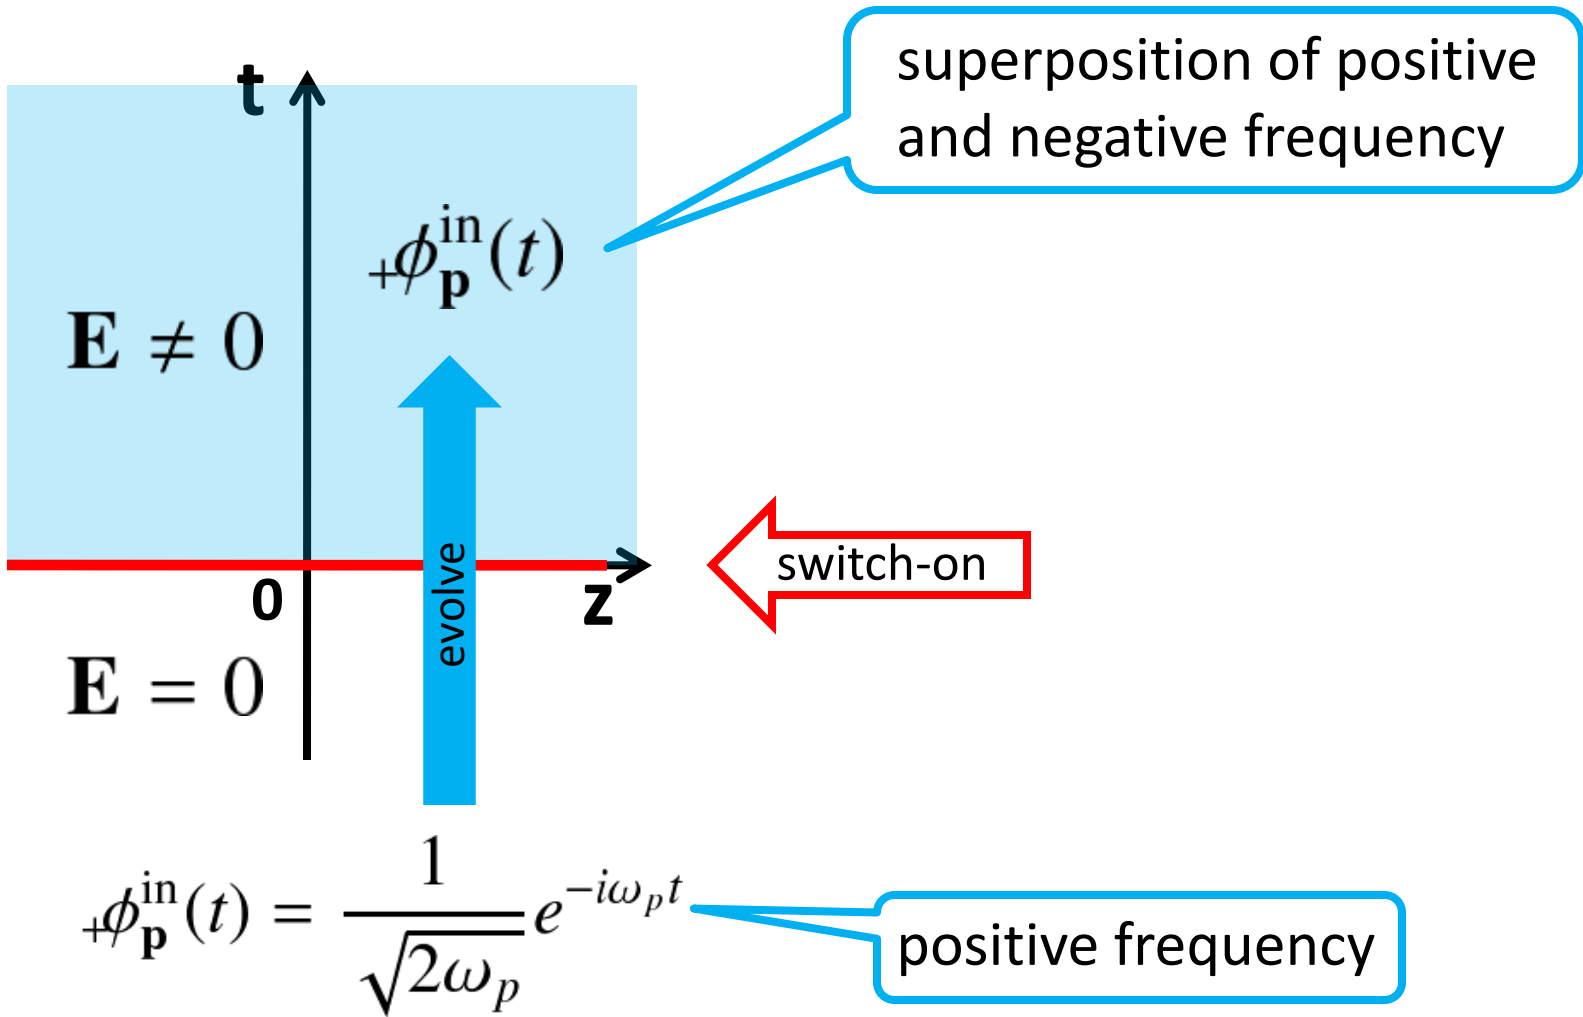 superposition of positive
and negative frequency
t
₊ϕ_𝐩^in(t)
𝐄 ≠ 0
evolve
switch-on
0
z
𝐄 = 0
₊ϕ_𝐩^in(t) = 1/√(2ω_p) e^{−iω_p t}
positive frequency